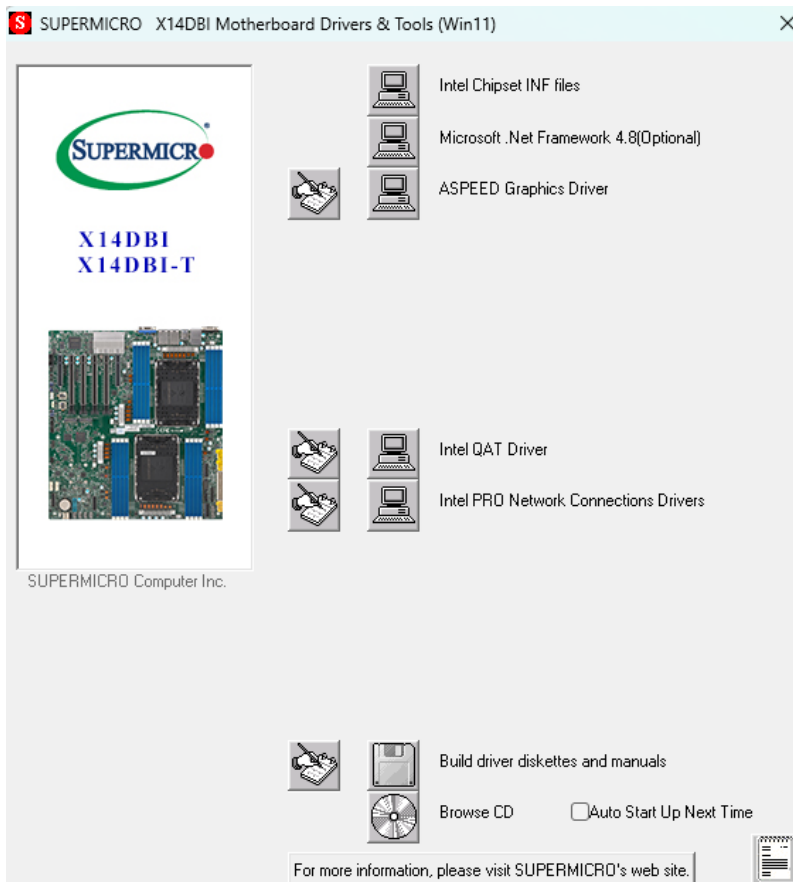 S SUPERMICRO X14DBI Motherboard Drivers & Tools (Win11)
SUPERMICR
X14DBI
X14DBI-T
SUPERMICRO Computer Inc.
Intel Chipset INF files
Microsoft .Net Framework 4.8(Optional)
ASPEED Graphics Driver
Intel QAT Driver
Intel PRO Network Connections Drivers
Build driver diskettes and manuals
Browse CD
Auto Start Up Next Time
For more information, please visit SUPERMICRO's web site.